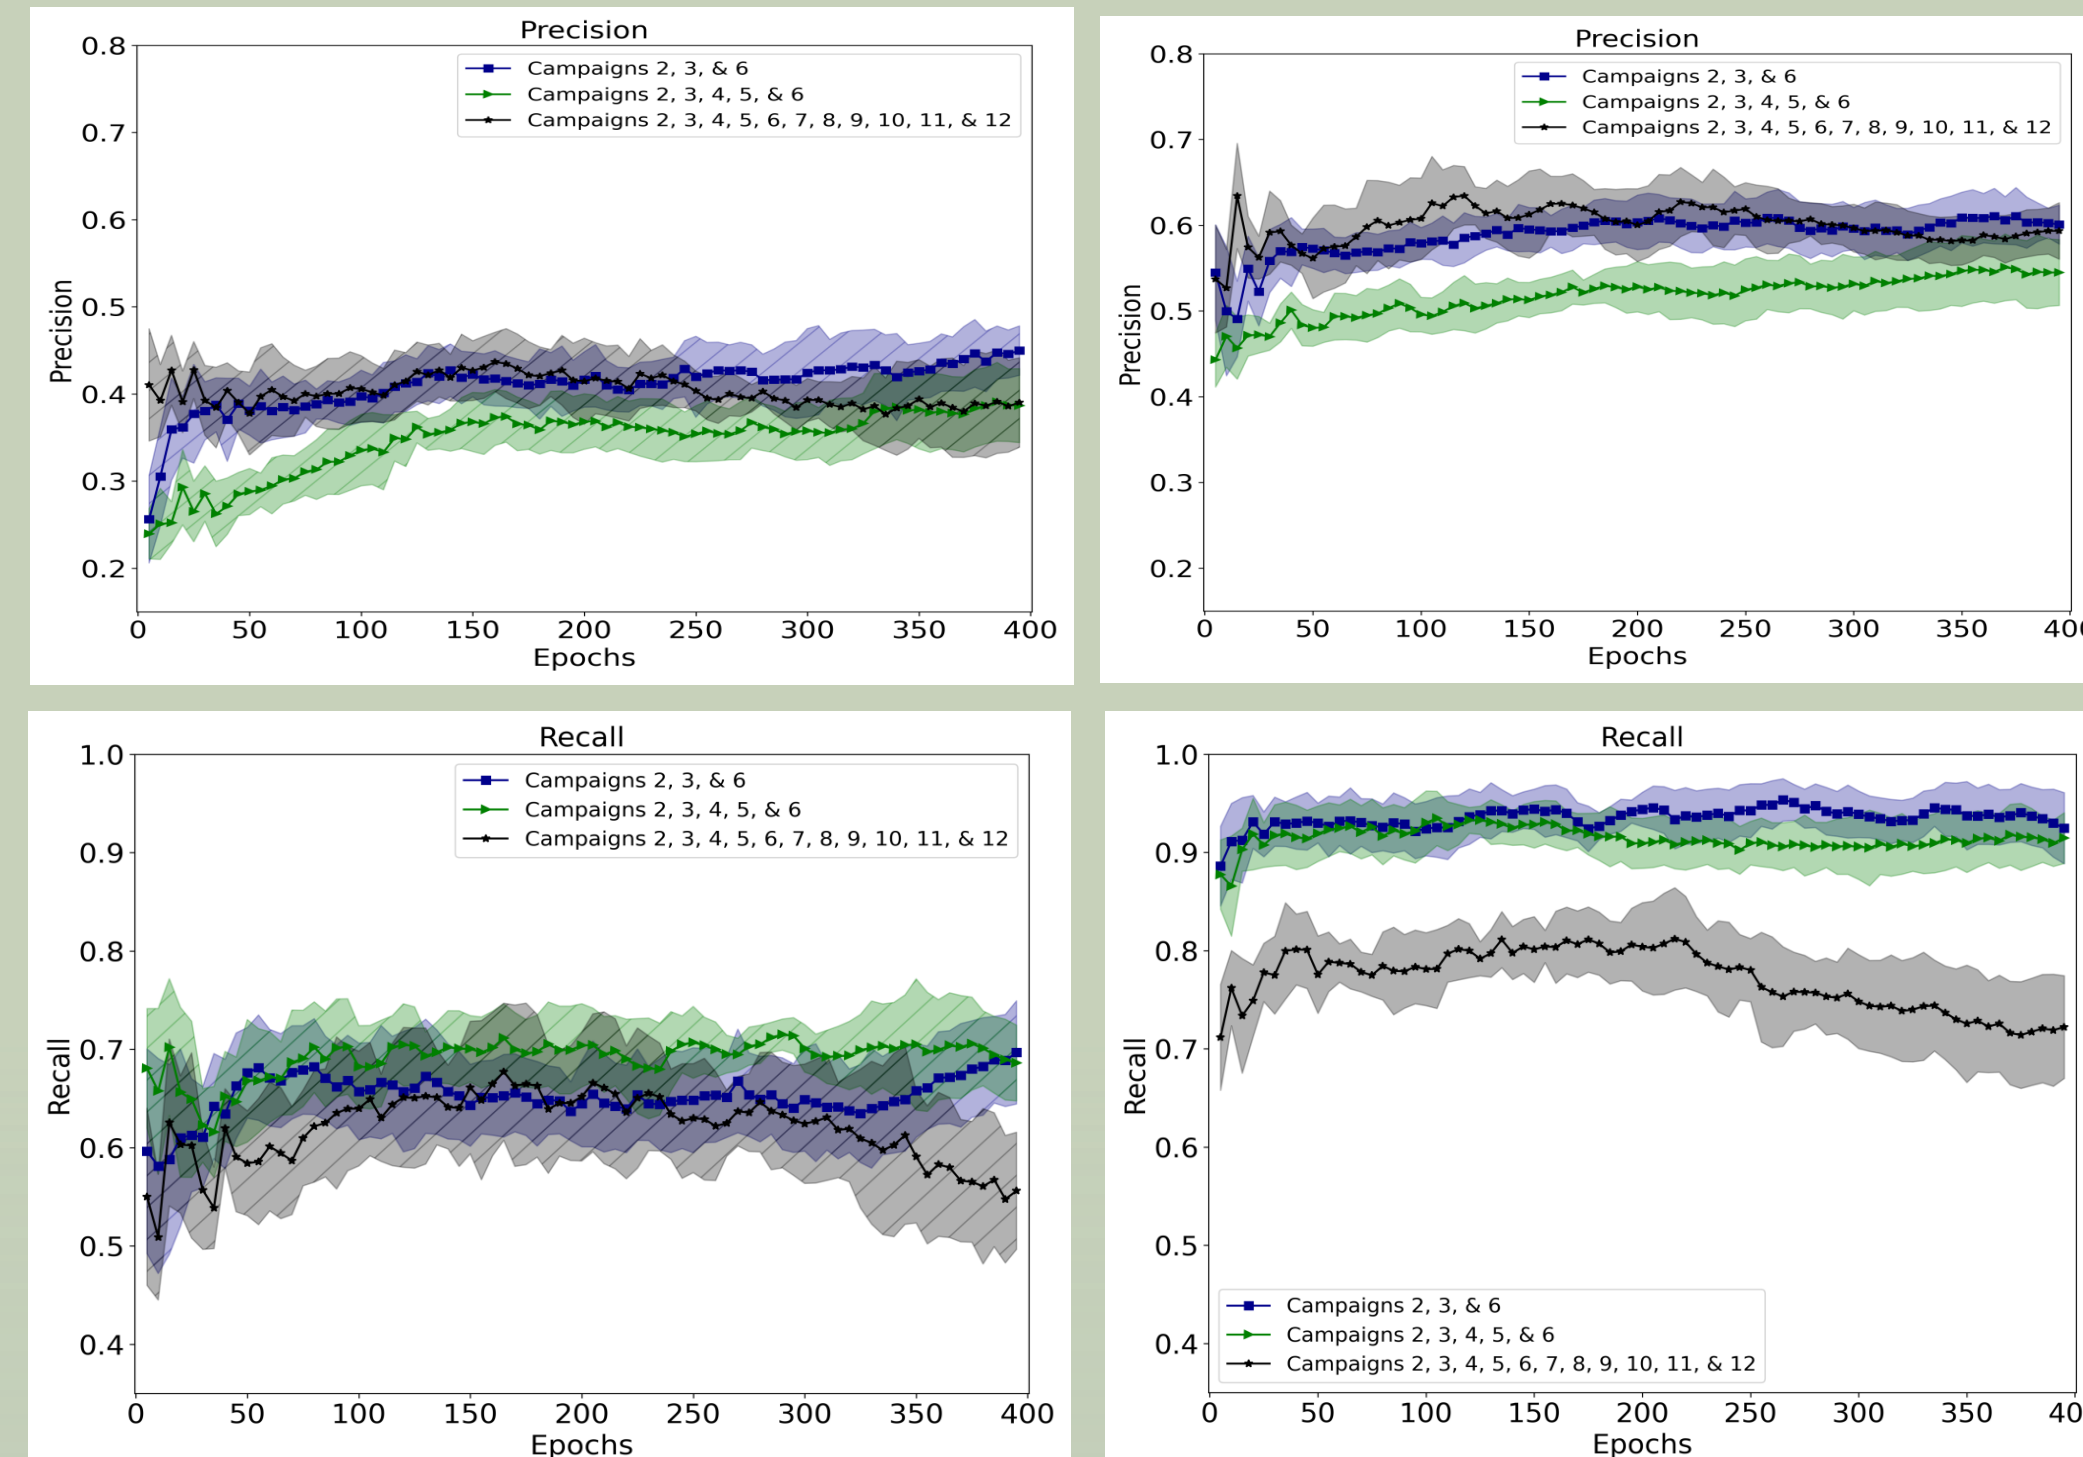 Precision
0.8
0.7
0.6
0.5
0.4
0.3
0.2
Precision
Campaigns 2, 3, & 6
Campaigns 2, 3, 4, 5, & 6
Campaigns 2, 3, 4, 5, 6, 7, 8, 9, 10, 11, & 12
0 50 100 150 200 250 300 350 400
Epochs
Precision
0.8
0.7
0.6
0.5
0.4
0.3
0.2
Precision
Campaigns 2, 3, & 6
Campaigns 2, 3, 4, 5, & 6
Campaigns 2, 3, 4, 5, 6, 7, 8, 9, 10, 11, & 12
0 50 100 150 200 250 300 350 40
Epochs
Recall
1.0
0.9
0.8
0.7
0.6
0.5
0.4
Recall
Campaigns 2, 3, & 6
Campaigns 2, 3, 4, 5, & 6
Campaigns 2, 3, 4, 5, 6, 7, 8, 9, 10, 11, & 12
0 50 100 150 200 250 300 350 400
Epochs
Recall
1.0
0.9
0.8
0.7
0.6
0.5
0.4
Recall
Campaigns 2, 3, & 6
Campaigns 2, 3, 4, 5, & 6
Campaigns 2, 3, 4, 5, 6, 7, 8, 9, 10, 11, & 12
0 50 100 150 200 250 300 350 40
Epochs